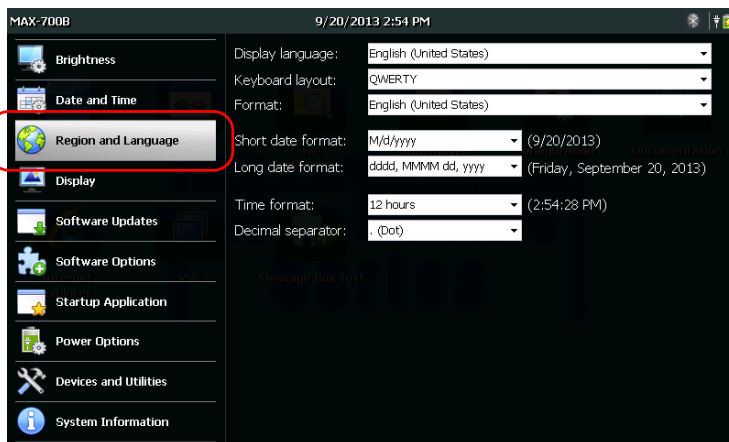 MAX-700B 9/20/2013 2:54 PM
Brightness
Date and Time
Region and Language
Display
Software Updates
Software Options
Startup Application
Power Options
Devices and Utilities
System Information
Display language: English (United States)
Keyboard layout: QWERTY
Format: English (United States)
Short date format: M/d/yyyy (9/20/2013)
Long date format: dddd, MMMM dd, yyyy (Friday, September 20, 2013)
Time format: 12 hours (2:54:28 PM)
Decimal separator: . (Dot)
Documentation
VNC
Message Box Test